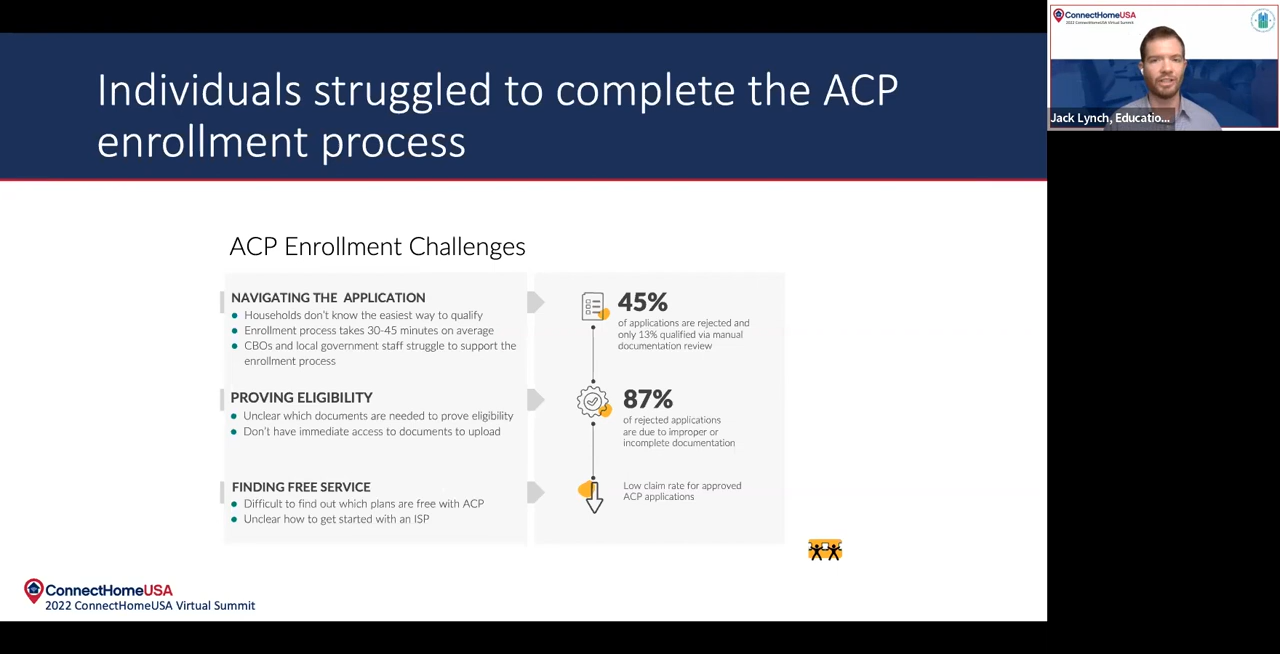 Individuals struggled to complete the ACP
enrollment process
ACP Enrollment Challenges
NAVIGATING THE APPLICATION
Households don't know the easiest way to qualify
Enrollment process takes 30-45 minutes on average
CBOs and local government staff struggle to support the
enrollment process
45%
of applications are rejected and
only 13% qualified via manual
documentation review
PROVING ELIGIBILITY
Unclear which documents are needed to prove eligibility
Don't have immediate access to documents to upload
87%
of rejected applications
are due to improper or
incomplete documentation
FINDING FREE SERVICE
Difficult to find out which plans are free with ACP
Unclear how to get started with an ISP
Low claim rate for approved
ACP applications
ConnectHomeUSA
2022 ConnectHomeUSA Virtual Summit
ConnectHomeUSA
2022 ConnectHomeUSA Virtual Summit
Jack Lynch, Educatio...